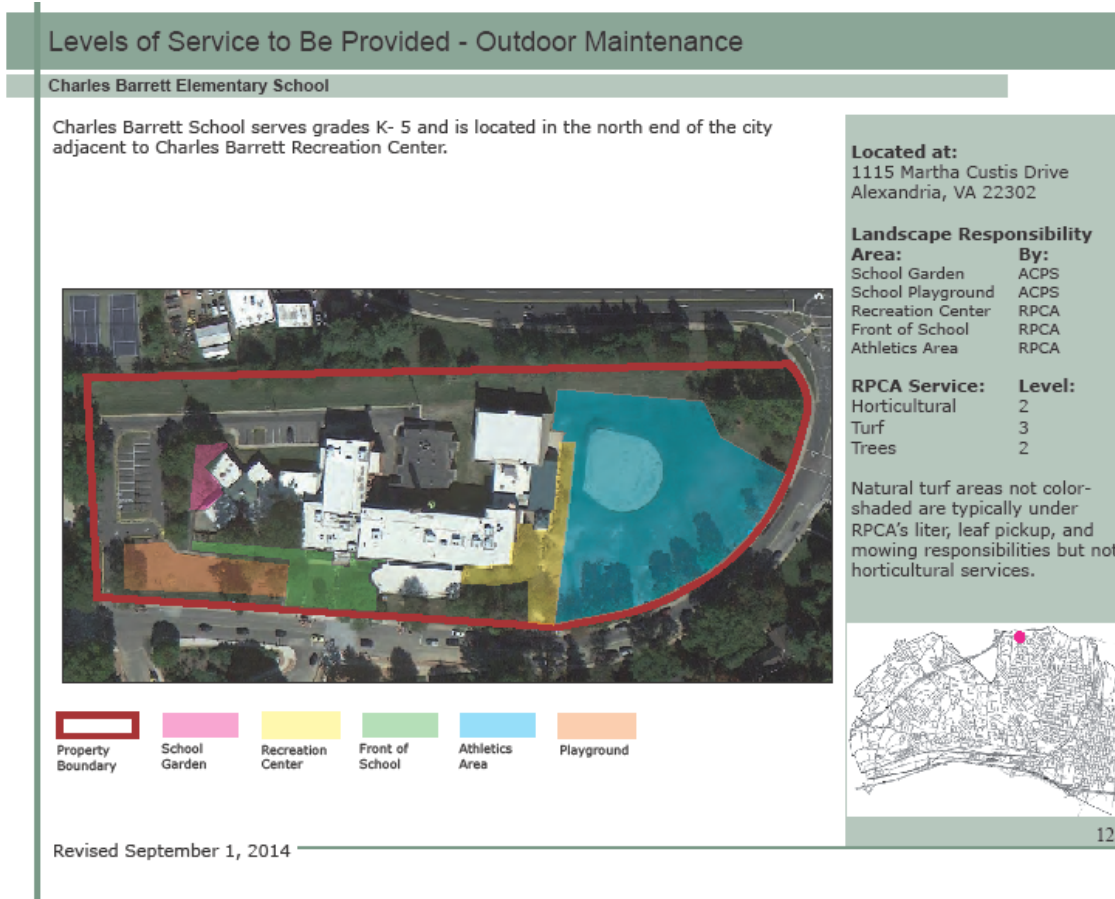 Levels of Service to Be Provided - Outdoor Maintenance
Charles Barrett Elementary School
Charles Barrett School serves grades K- 5 and is located in the north end of the city
adjacent to Charles Barrett Recreation Center.
Located at:
1115 Martha Custis Drive
Alexandria, VA 22302
Landscape Responsibility
Area: By:
School Garden ACPS
School Playground ACPS
Recreation Center RPCA
Front of School RPCA
Athletics Area RPCA
RPCA Service: Level:
Horticultural 2
Turf 3
Trees 2
Natural turf areas not color-
shaded are typically under
RPCA's liter, leaf pickup, and
mowing responsibilities but not
horticultural services.
Property
Boundary
School
Garden
Recreation
Center
Front of
School
Athletics
Area
Playground
12
Revised September 1, 2014